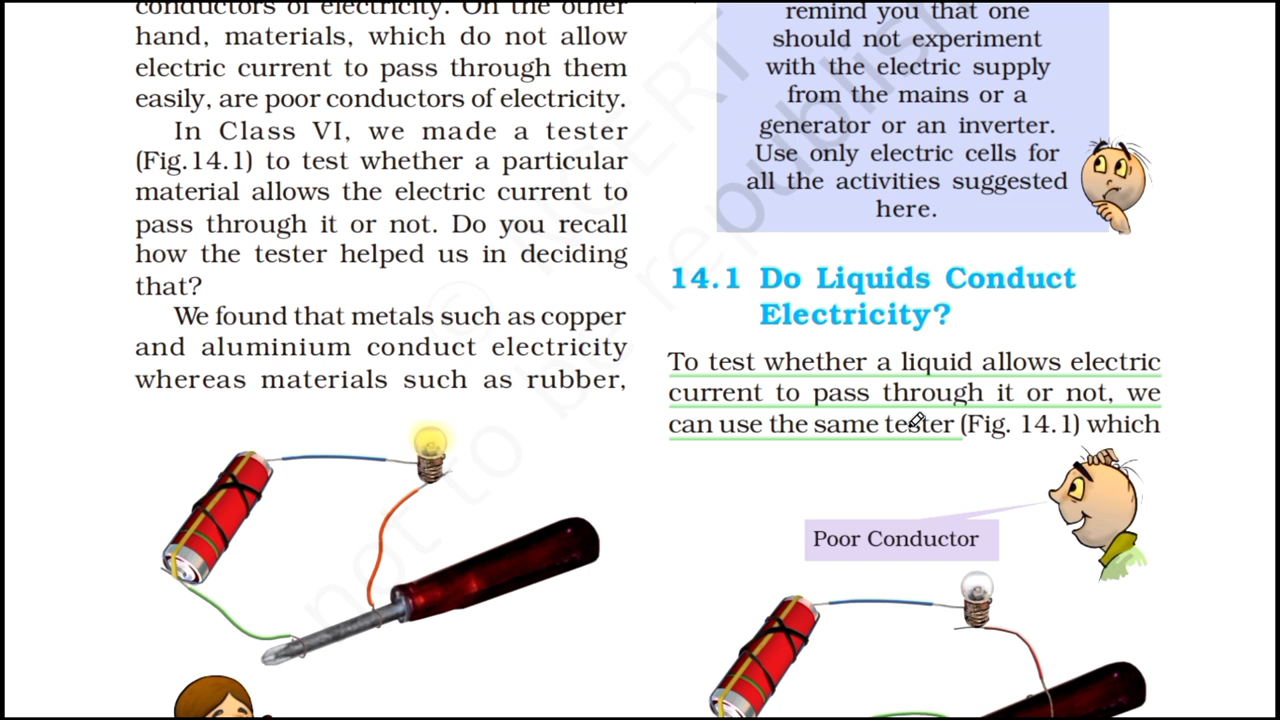 conductors of electricity. On the other
hand, materials, which do not allow
electric current to pass through them
easily, are poor conductors of electricity.
In Class VI, we made a tester
(Fig.14.1) to test whether a particular
material allows the electric current to
pass through it or not. Do you recall
how the tester helped us in deciding
that?
We found that metals such as copper
and aluminium conduct electricity
whereas materials such as rubber,
remind you that one
should not experiment
with the electric supply
from the mains or a
generator or an inverter.
Use only electric cells for
all the activities suggested
here.
14.1 Do Liquids Conduct
Electricity?
To test whether a liquid allows electric
current to pass through it or not, we
can use the same tester (Fig. 14.1) which
Poor Conductor
© NCERT
not to be republish